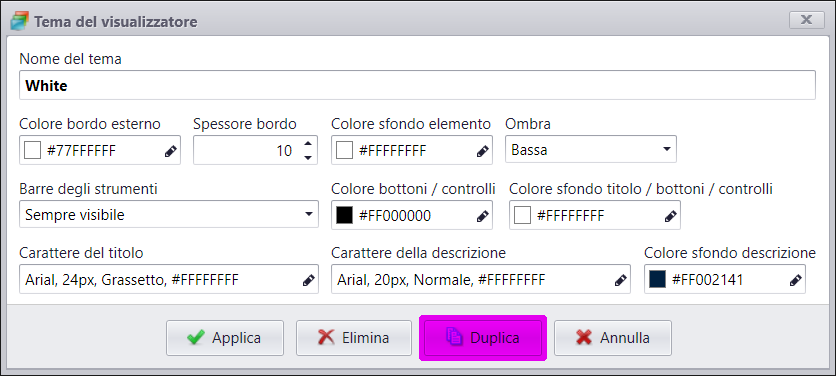 Tema del visualizzatore
Nome del tema
White
Colore bordo esterno Spessore bordo Colore sfondo elemento Ombra
#77FFFFFF 10 #FFFFFFFF Bassa
Barre degli strumenti Colore bottoni / controlli Colore sfondo titolo / bottoni / controlli
Sempre visibile #FF000000 #FFFFFFFF
Carattere del titolo Carattere della descrizione Colore sfondo descrizione
Arial, 24px, Grassetto, #FFFFFFFF Arial, 20px, Normale, #FFFFFFFF #FF002141
Applica Elimina Duplica Annulla